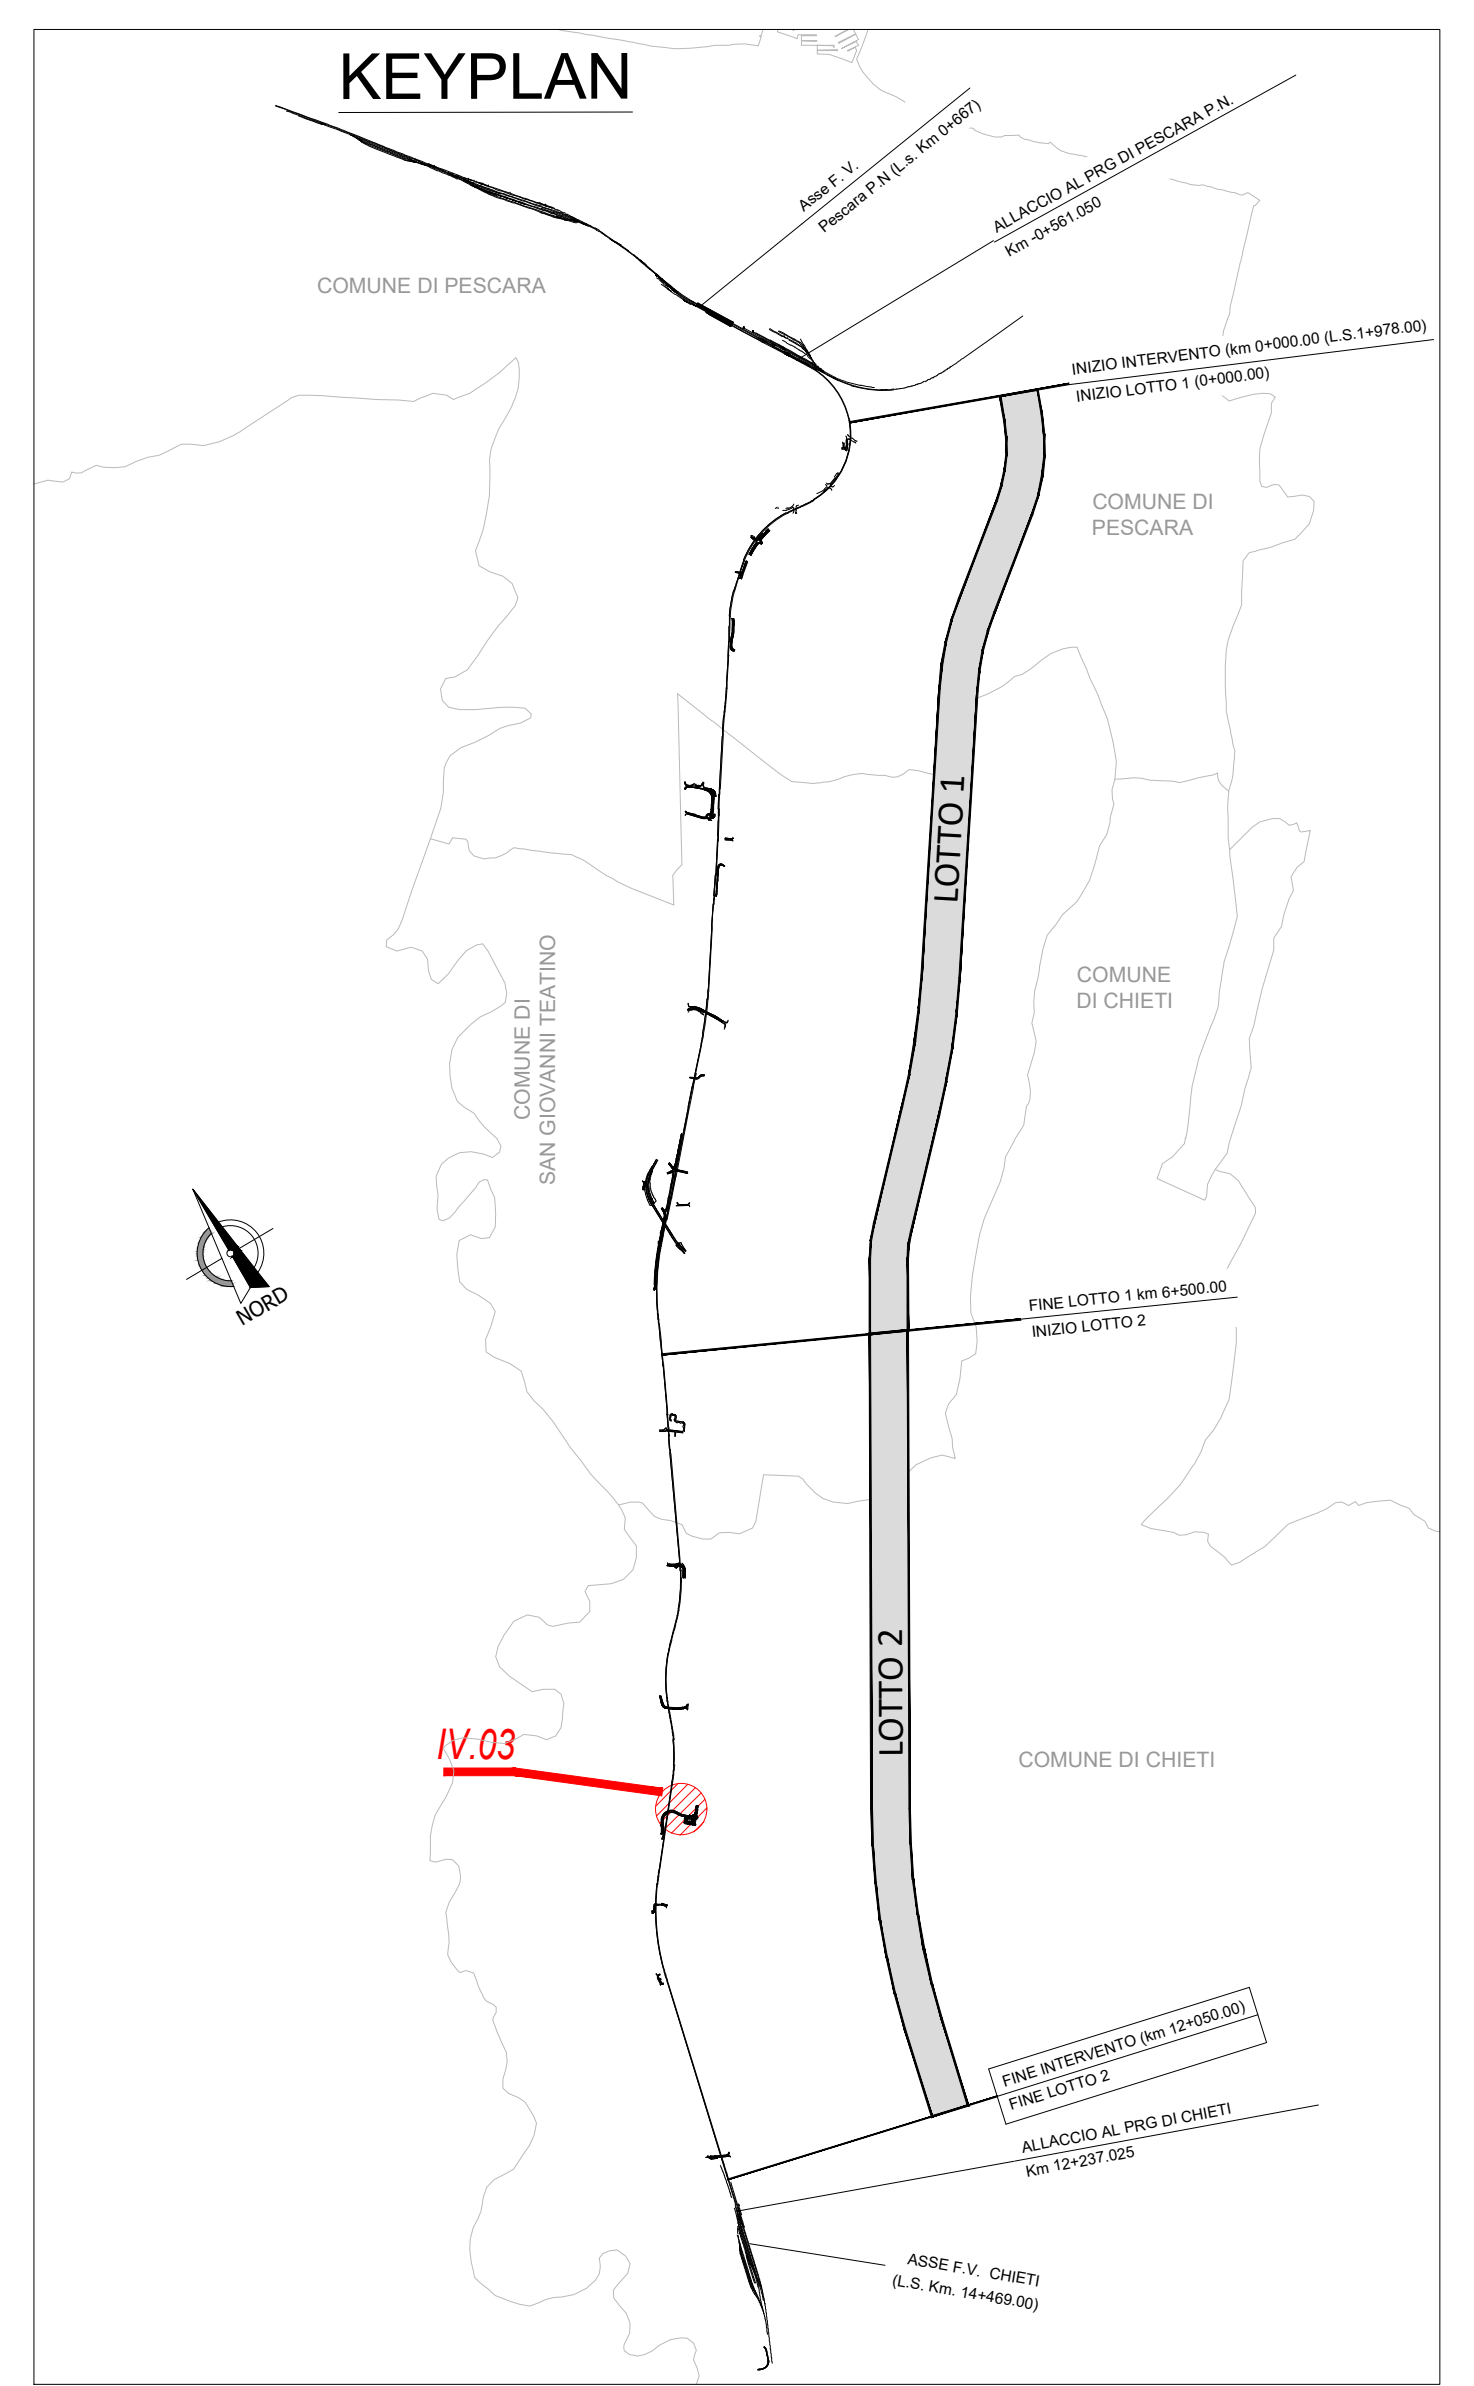 KEYPLAN
Asse F. V.
Pescara P.N (L.s. Km 0+667)
ALLACCIO AL PRG DI PESCARA P.N.
Km -0+561.050
COMUNE DI PESCARA
INIZIO INTERVENTO (km 0+000.00 (L.S.1+978.00)
INIZIO LOTTO 1 (0+000.00)
COMUNE DI
PESCARA
LOTTO 1
COMUNE DI
SAN GIOVANNI TEATINO
COMUNE
DI CHIETI
NORD
FINE LOTTO 1 km 6+500.00
INIZIO LOTTO 2
LOTTO 2
IV.03
COMUNE DI CHIETI
FINE INTERVENTO (km 12+050.00)
FINE LOTTO 2
ALLACCIO AL PRG DI CHIETI
Km 12+237.025
ASSE F.V. CHIETI
(L.S. Km. 14+469.00)